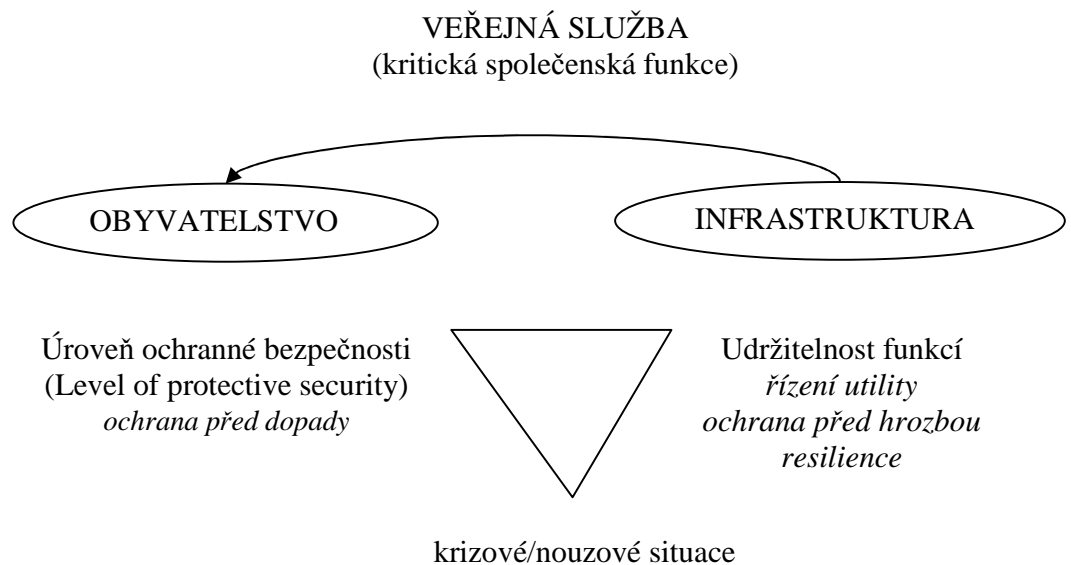 VEŘEJNÁ SLUŽBA
(kritická společenská funkce)
OBYVATELSTVO
INFRASTRUKTURA
Úroveň ochranné bezpečnosti
(Level of protective security)
ochrana před dopady
Udržitelnost funkcí
řízení utility
ochrana před hrozbou
resilience
krizové/nouzové situace